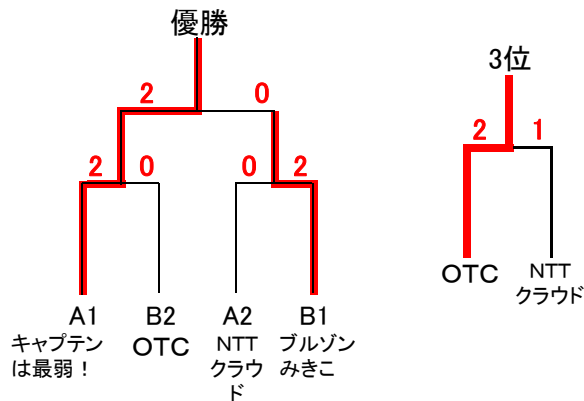 優勝
3位
2 0
2 1
2 0 0 2
OTC
NTT
クラウド
A1 B2 A2 B1
キャプテン
は最弱！
OTC
NTT
クラウ
ド
ブルゾン
みきこ